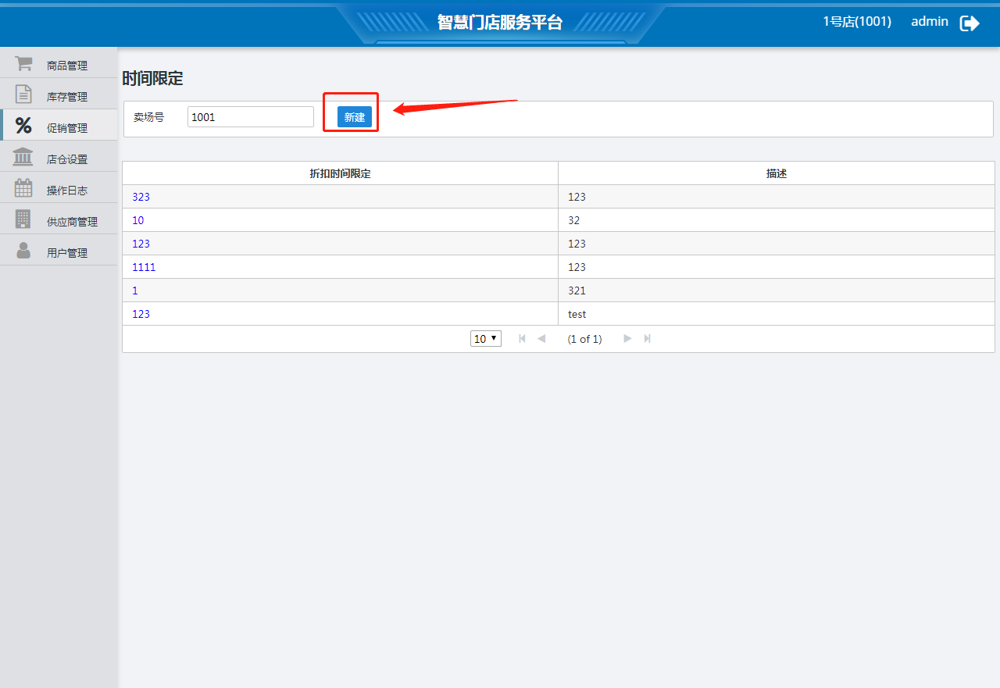 智慧门店服务平台
1号店(1001) admin
商品管理
库存管理
促销管理
店仓设置
操作日志
供应商管理
用户管理
时间限定
卖场号 1001 新建
折扣时间限定 描述
323 123
10 32
123 123
1111 123
1 321
123 test
10 (1 of 1)